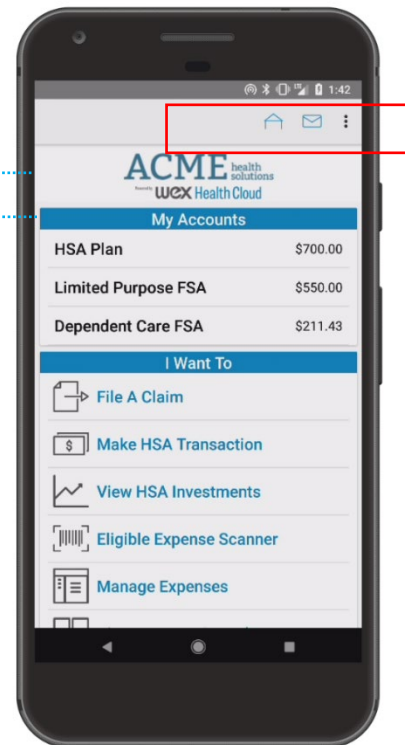 1:42
ACME health solutions
Powered by wex Health Cloud
My Accounts
HSA Plan $700.00
Limited Purpose FSA $550.00
Dependent Care FSA $211.43
I Want To
File A Claim
$ Make HSA Transaction
View HSA Investments
Eligible Expense Scanner
Manage Expenses